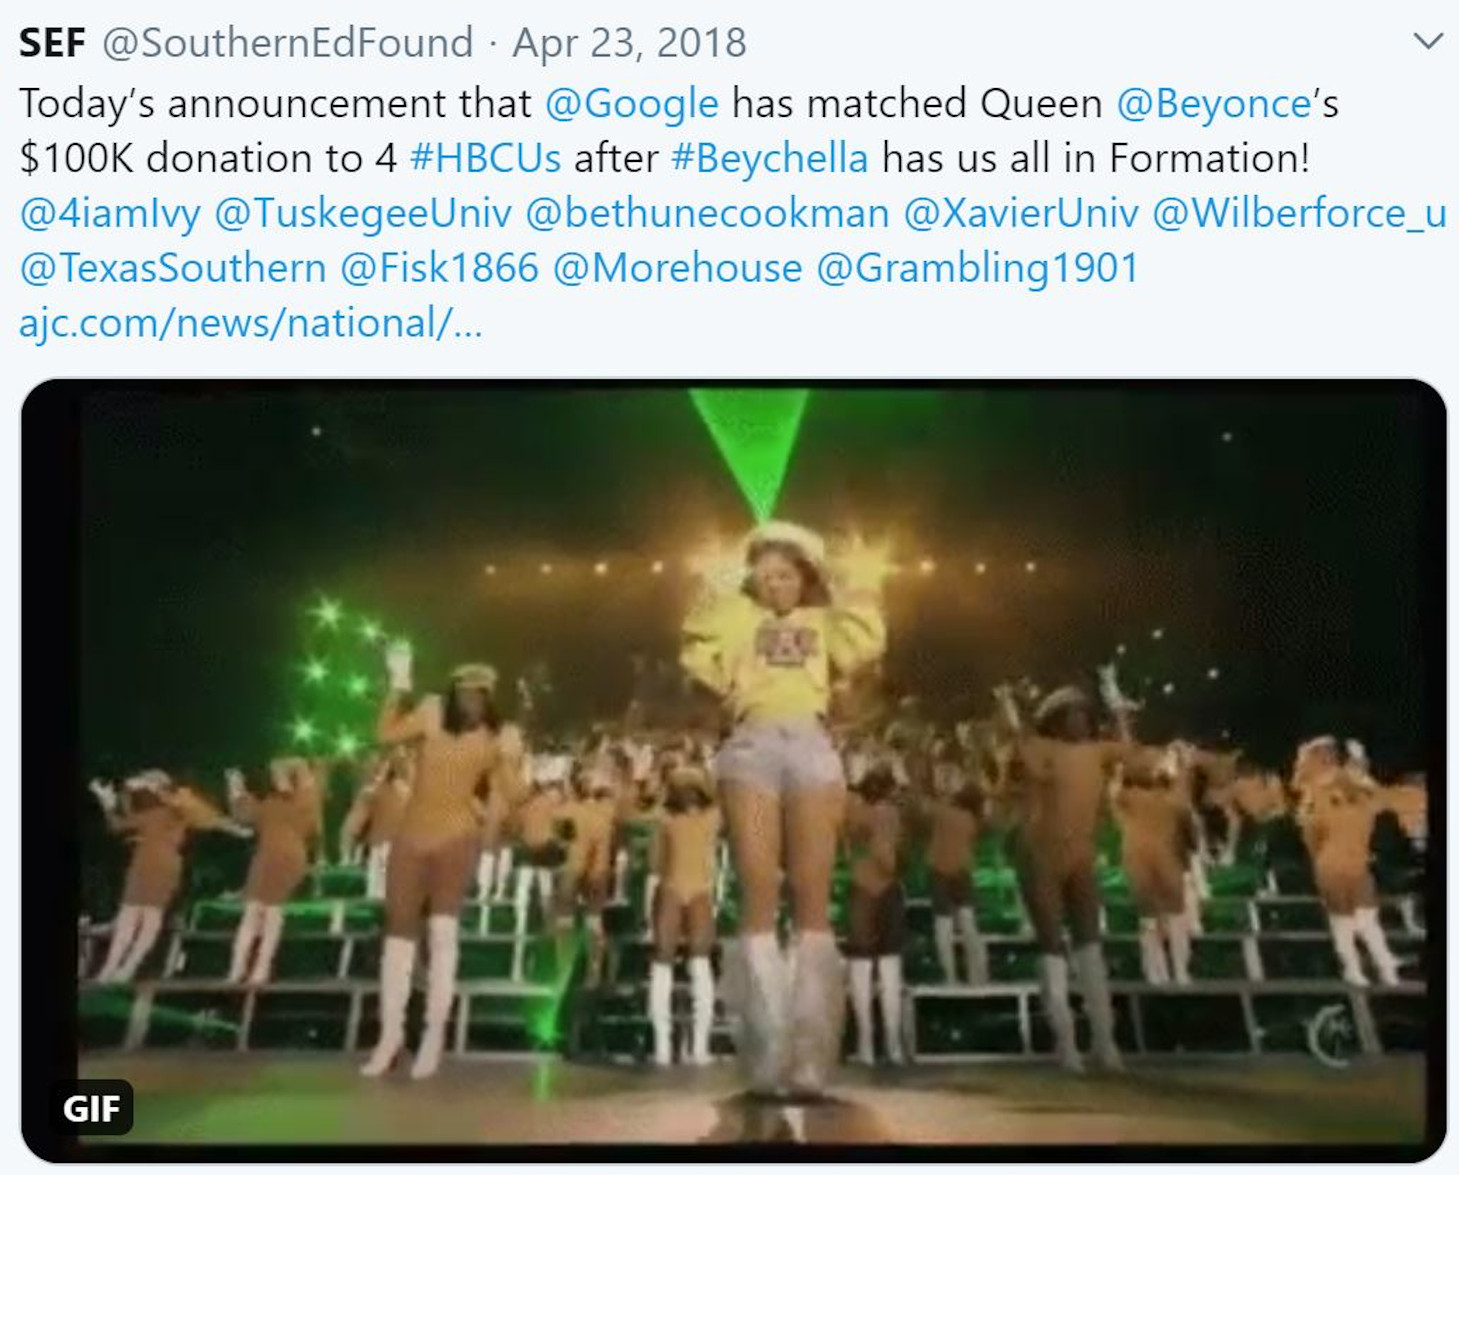 SEF @SouthernEdFound · Apr 23, 2018
Today's announcement that @Google has matched Queen @Beyonce's
$100K donation to 4 #HBCUs after #Beychella has us all in Formation!
@4iamIvy @TuskegeeUniv @bethunecookman @XavierUniv @Wilberforce_u
@TexasSouthern @Fisk1866 @Morehouse @Grambling1901
ajc.com/news/national/...
GIF